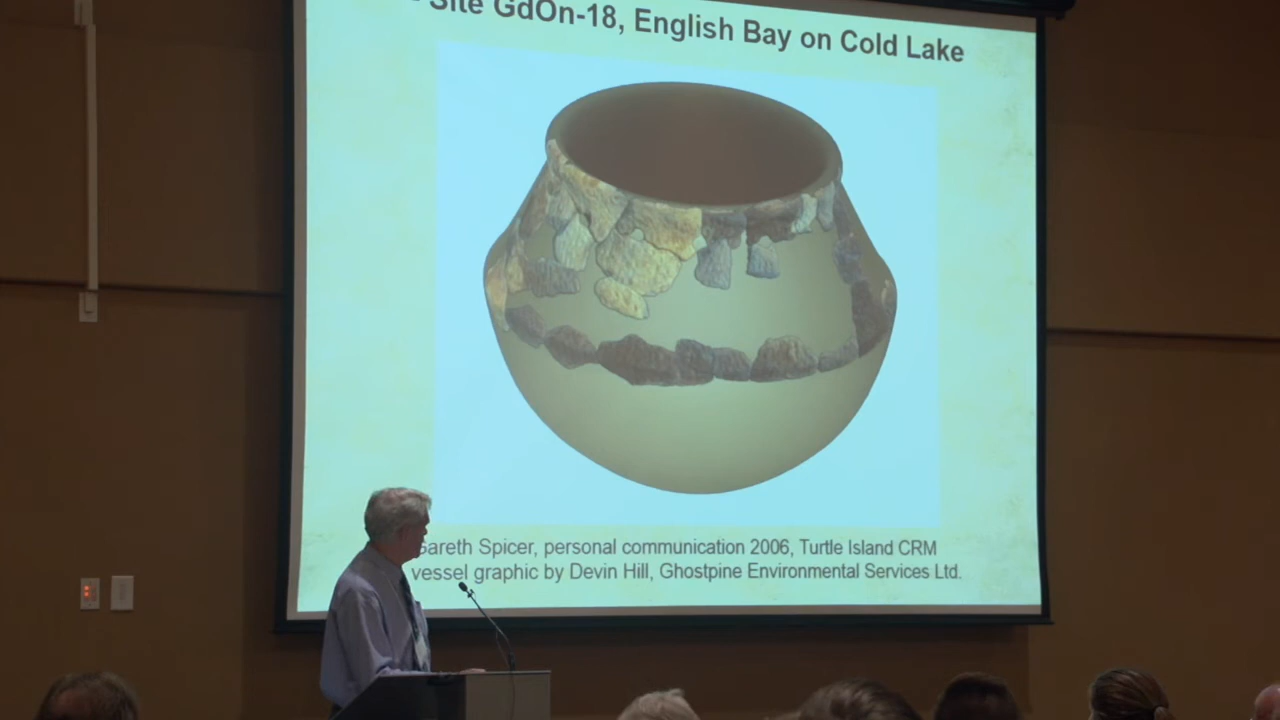 Site GdOn-18, English Bay on Cold Lake
Gareth Spicer, personal communication 2006, Turtle Island CRM
vessel graphic by Devin Hill, Ghostpine Environmental Services Ltd.